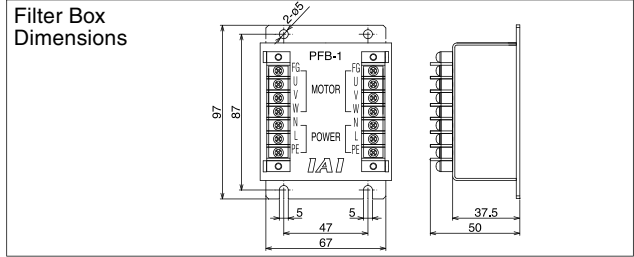 Filter Box
Dimensions
2-ø5
PFB-1
FG
U
V
W
N
L
PE
MOTOR
POWER
FG
U
V
W
N
L
PE
IAI
97
87
5
5
47
67
37.5
50